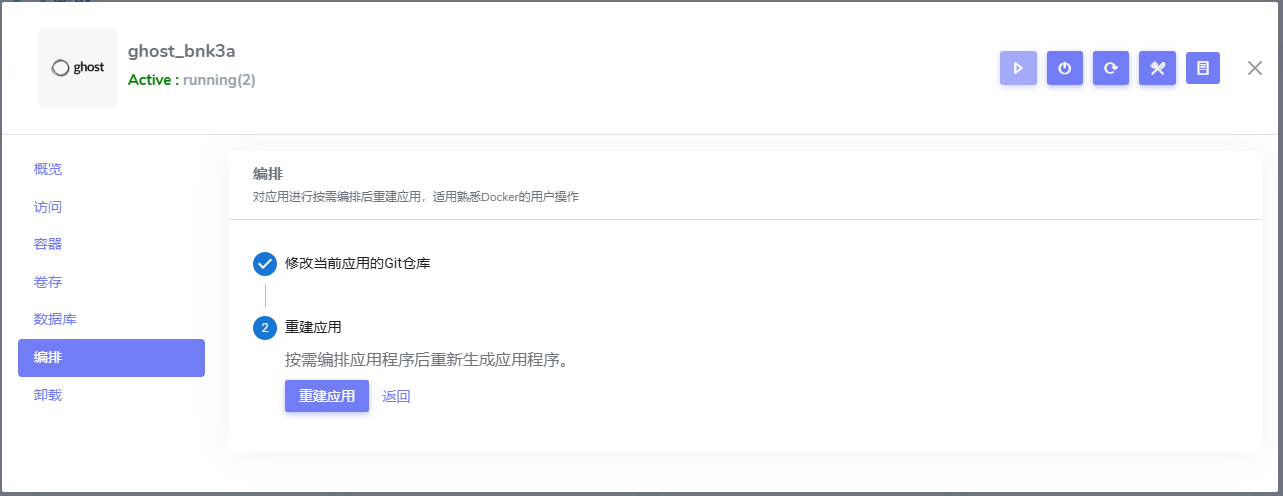 ghost
ghost_bnk3a
Active : running(2)
概览
访问
容器
卷存
数据库
编排
卸载
编排
对应用进行按需编排后重建应用，适用熟悉Docker的用户操作
修改当前应用的Git仓库
2 重建应用
按需编排应用程序后重新生成应用程序。
重建应用 返回